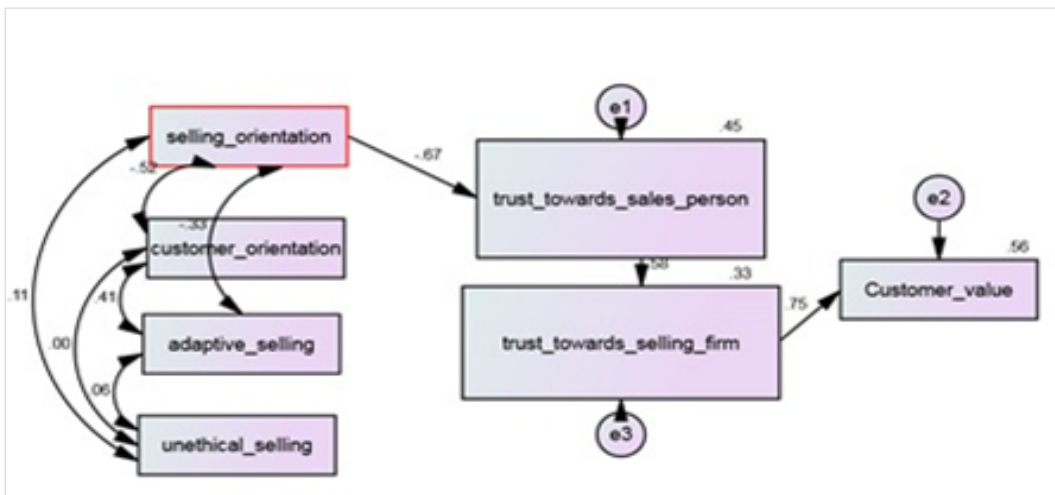 e1
.45
selling_orientation
-.67
-.52
trust_towards_sales_person
e2
-.33
customer_orientation
.58
.33
.56
.11
.41
.75
Customer_value
.00
adaptive_selling
trust_towards_selling_firm
.06
e3
unethical_selling